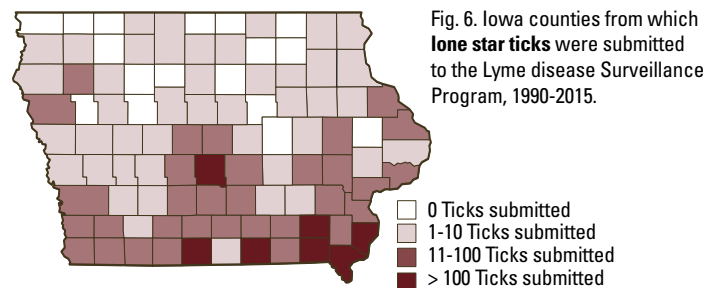 Fig. 6. Iowa counties from which
lone star ticks were submitted
to the Lyme disease Surveillance
Program, 1990-2015.
0 Ticks submitted
1-10 Ticks submitted
11-100 Ticks submitted
> 100 Ticks submitted